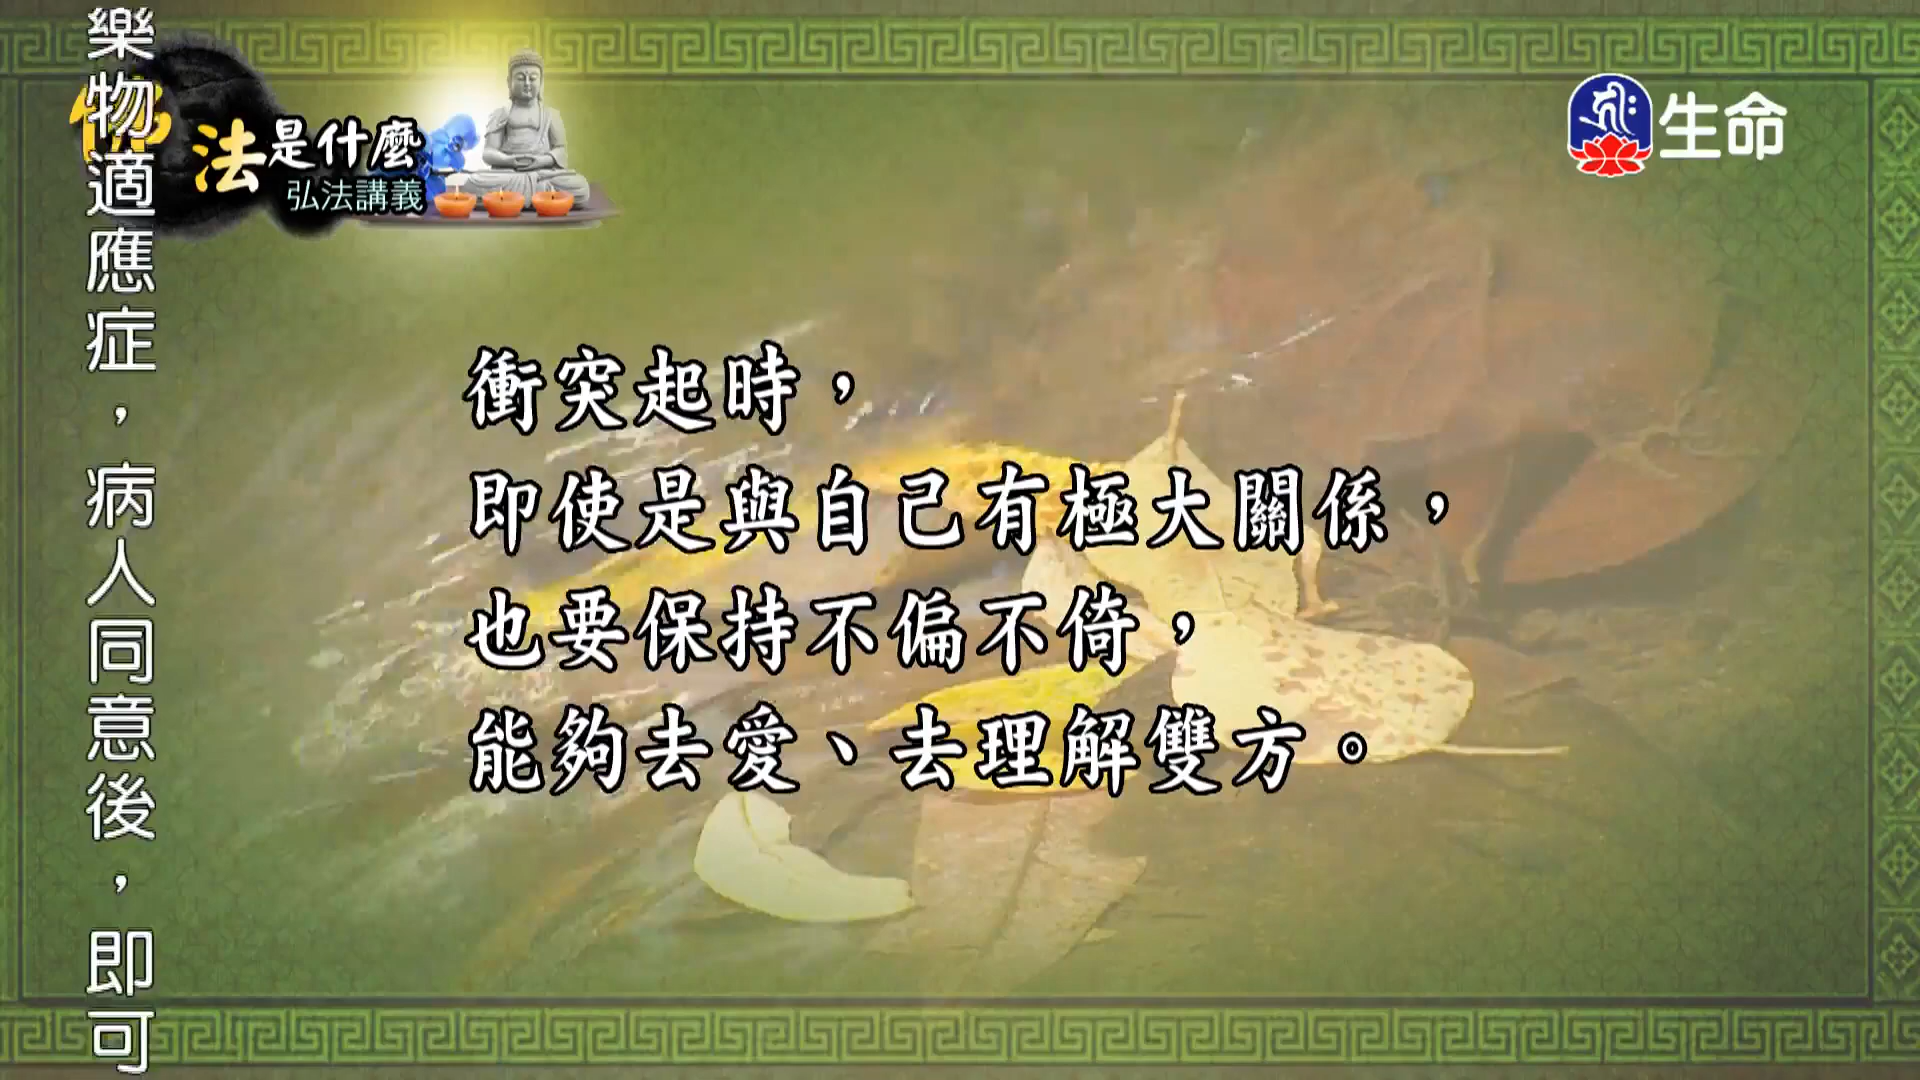 佛法是什麼
弘法講義
生命
衝突起時，
即使是與自己有極大關係，
也要保持不偏不倚，
能夠去愛、去理解雙方。
樂物適應症，病人同意後，即可